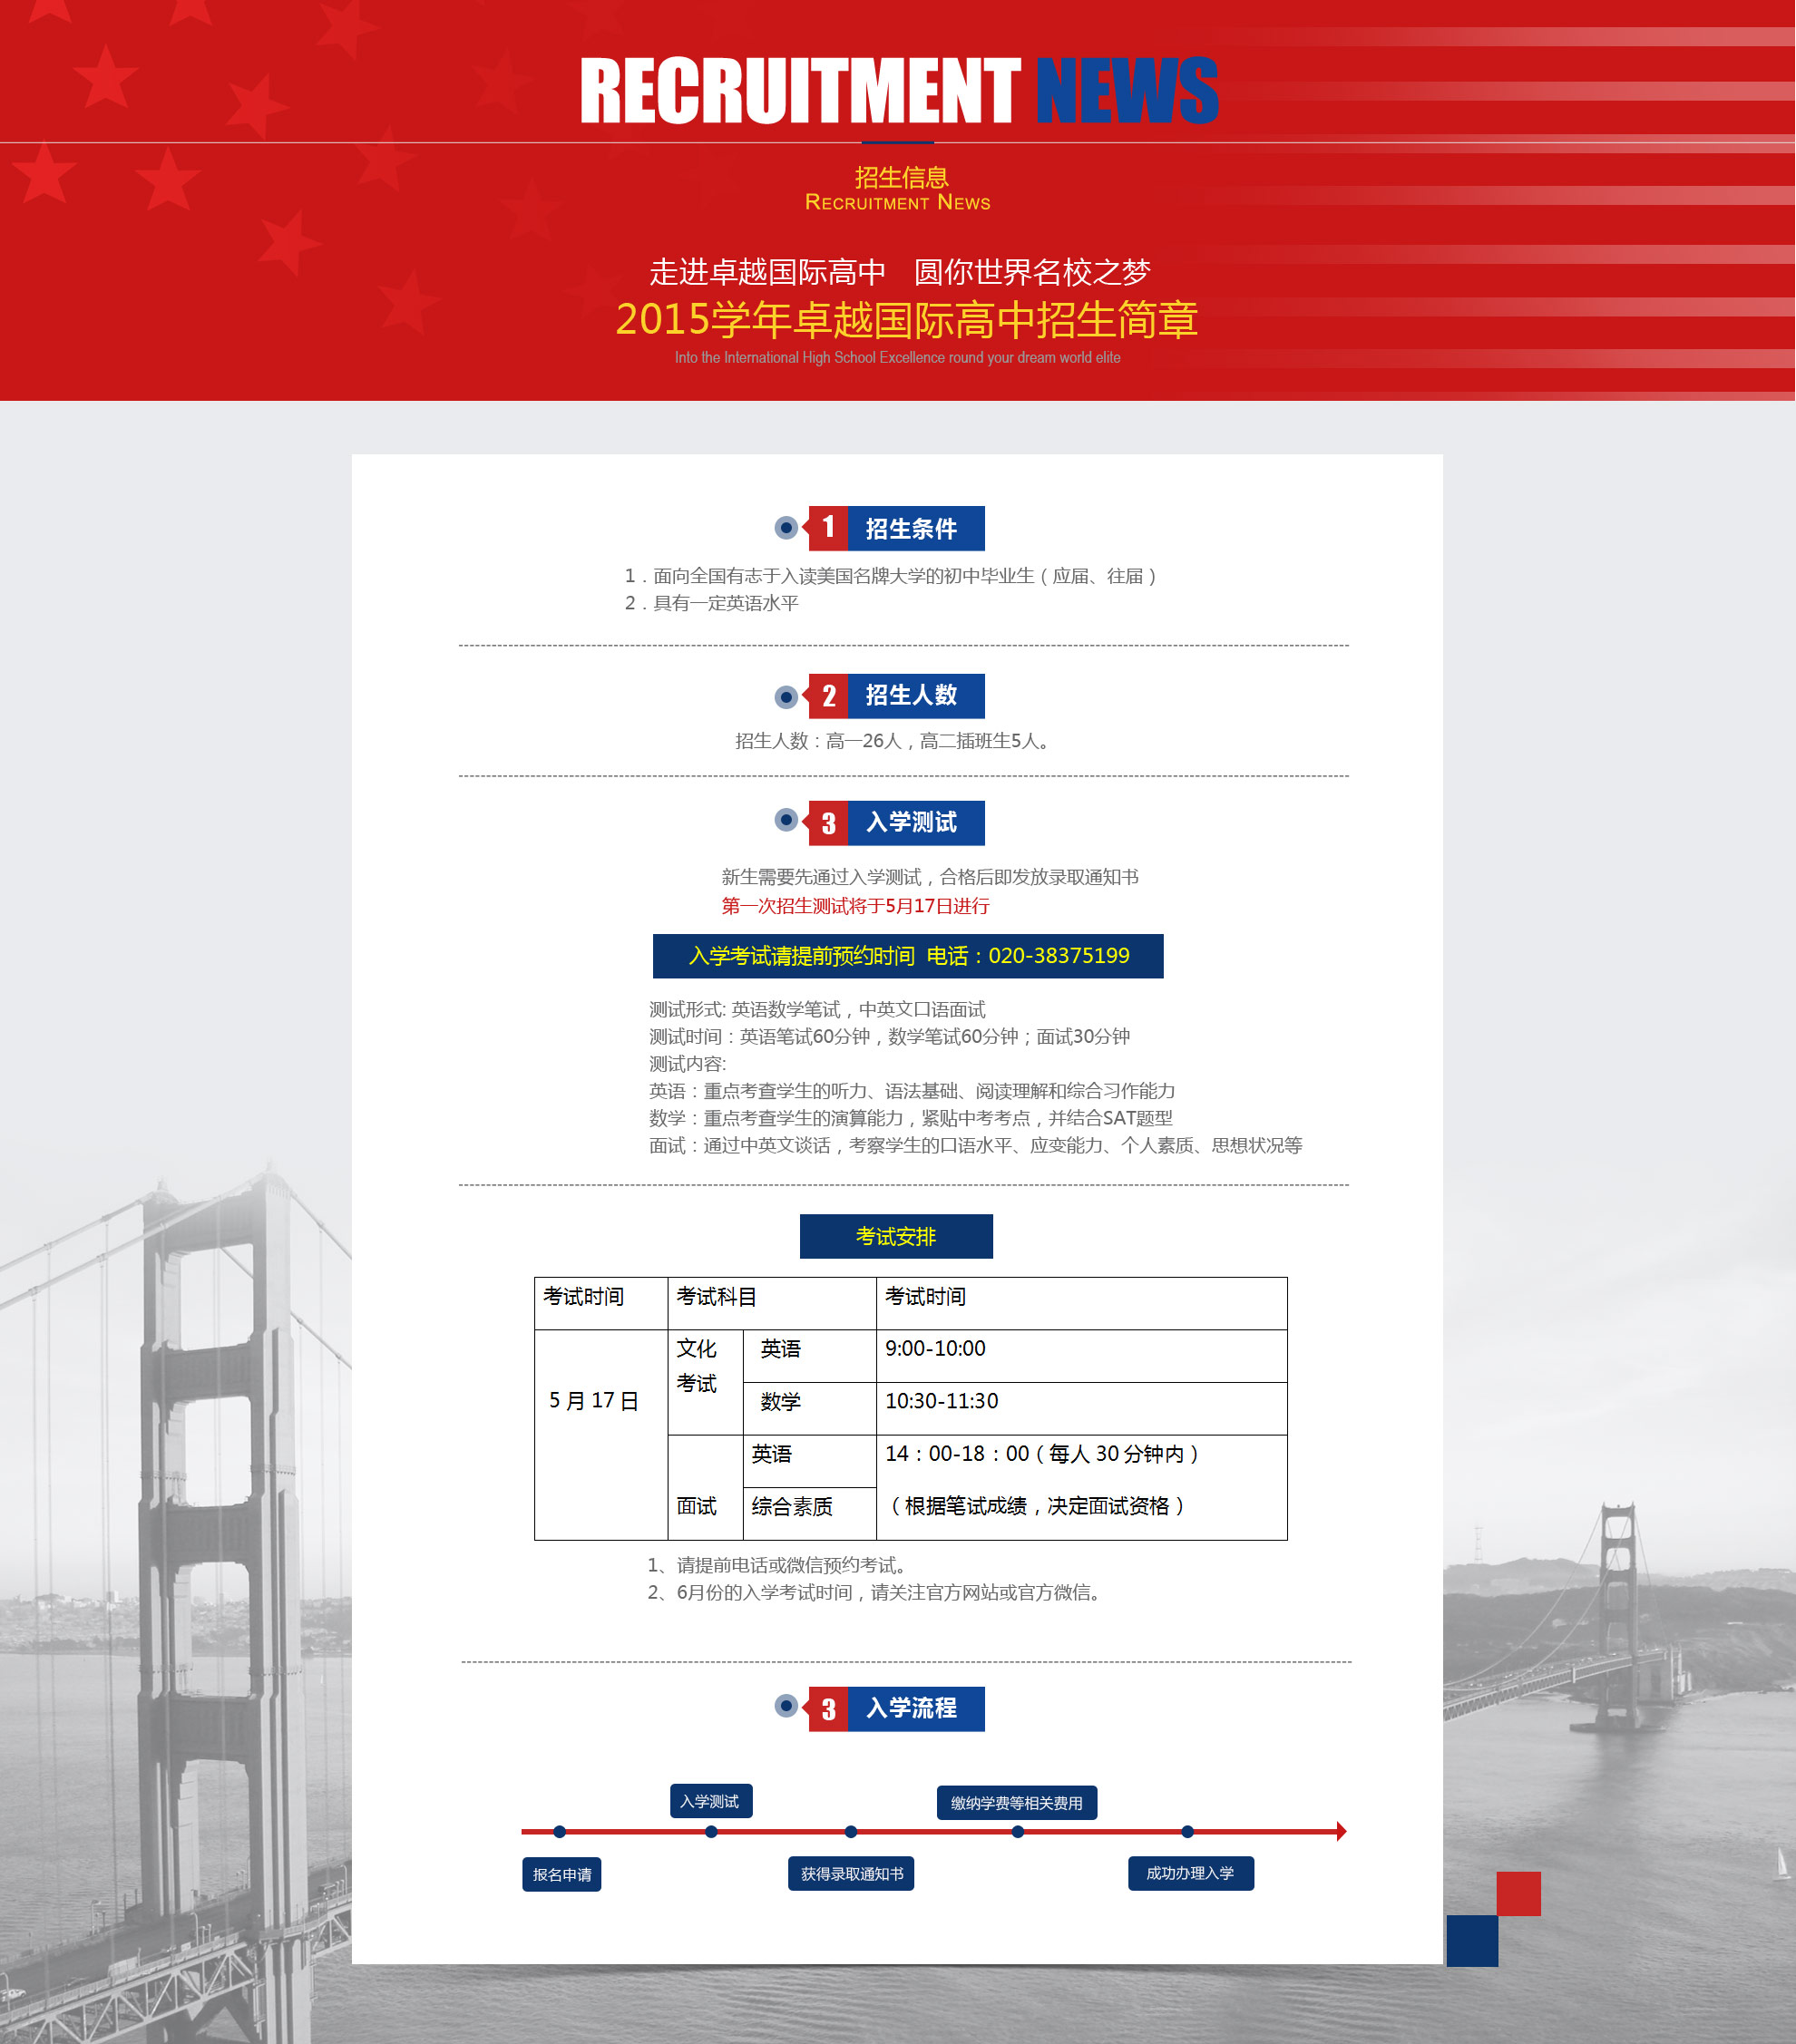 RECRUITMENT NEWS
招生信息
RECRUITMENT NEWS
走进卓越国际高中 圆你世界名校之梦
2015学年卓越国际高中招生简章
Into the International High School Excellence round your dream world elite
1 招生条件
1．面向全国有志于入读美国名牌大学的初中毕业生（应届、往届）
2．具有一定英语水平
2 招生人数
招生人数：高一26人，高二插班生5人。
3 入学测试
新生需要先通过入学测试，合格后即发放录取通知书
第一次招生测试将于5月17日进行
入学考试请提前预约时间 电话：020-38375199
测试形式: 英语数学笔试，中英文口语面试
测试时间：英语笔试60分钟，数学笔试60分钟；面试30分钟
测试内容:
英语：重点考查学生的听力、语法基础、阅读理解和综合习作能力
数学：重点考查学生的演算能力，紧贴中考考点，并结合SAT题型
面试：通过中英文谈话，考察学生的口语水平、应变能力、个人素质、思想状况等
考试安排
考试时间 考试科目 考试时间
文化 英语 9:00-10:00
考试
5 月 17 日 数学 10:30-11:30
英语 14：00-18：00（每人 30 分钟内）
面试 综合素质 （根据笔试成绩，决定面试资格）
1、请提前电话或微信预约考试。
2、6月份的入学考试时间，请关注官方网站或官方微信。
3 入学流程
入学测试 缴纳学费等相关费用
报名申请 获得录取通知书 成功办理入学